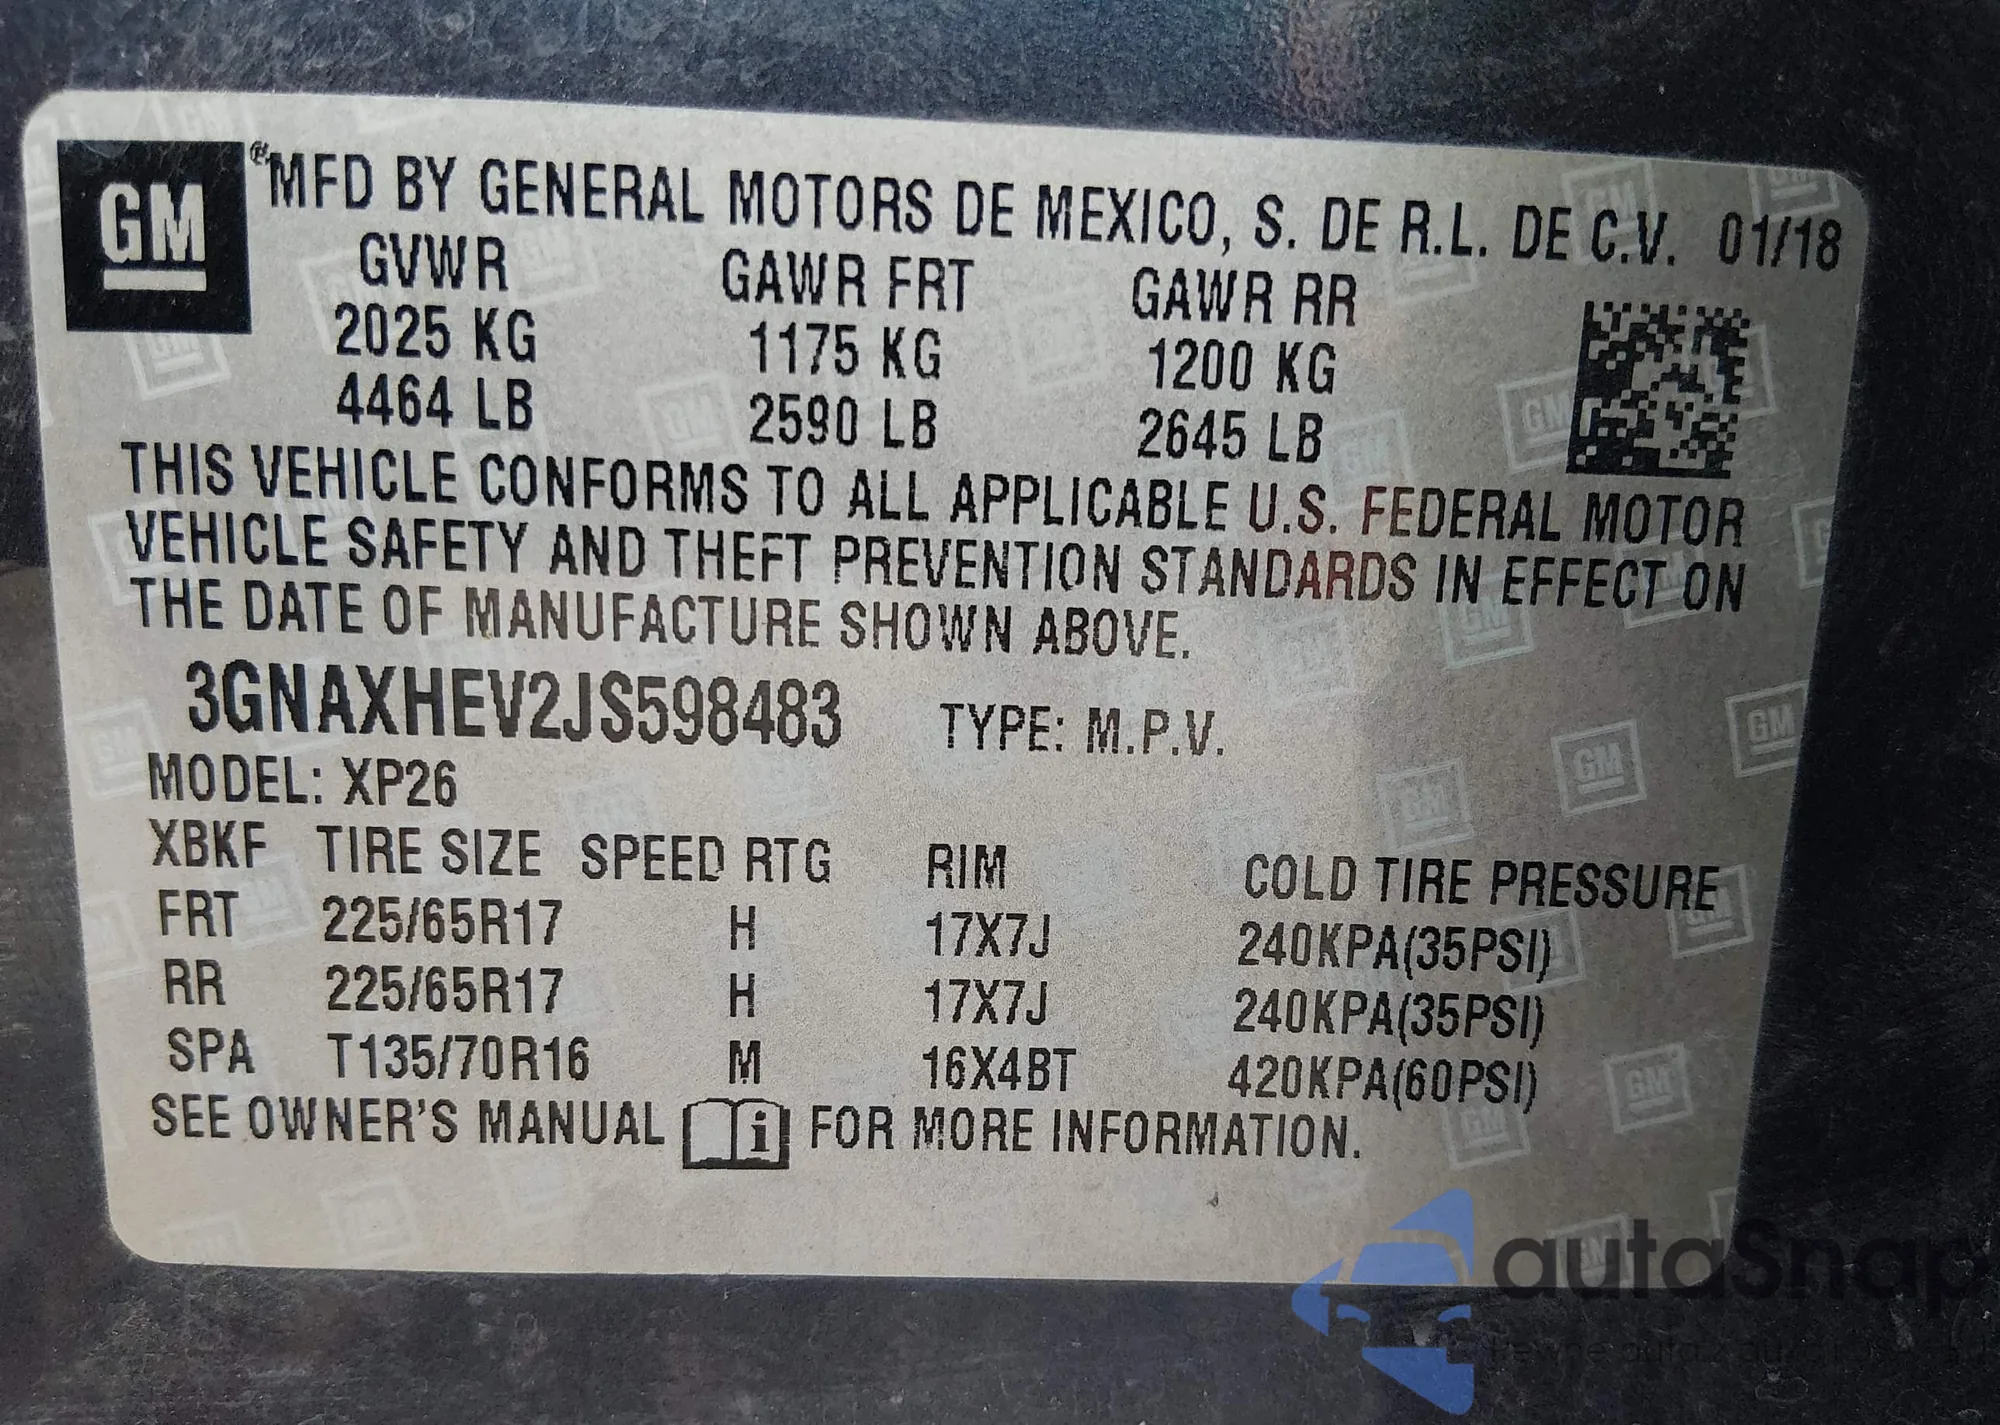 GM ® MFD BY GENERAL MOTORS DE MEXICO, S. DE R.L. DE C.V. 01/18
GVWR GAWR FRT GAWR RR
2025 KG 1175 KG 1200 KG
4464 LB 2590 LB 2645 LB
THIS VEHICLE CONFORMS TO ALL APPLICABLE U.S. FEDERAL MOTOR
VEHICLE SAFETY AND THEFT PREVENTION STANDARDS IN EFFECT ON
THE DATE OF MANUFACTURE SHOWN ABOVE.
3GNAXHEV2JS598483 TYPE: M.P.V.
MODEL: XP26
XBKF TIRE SIZE SPEED RTG RIM COLD TIRE PRESSURE
FRT 225/65R17 H 17X7J 240KPA(35PSI)
RR 225/65R17 H 17X7J 240KPA(35PSI)
SPA T135/70R16 M 16X4BT 420KPA(60PSI)
SEE OWNER'S MANUAL i FOR MORE INFORMATION.
autaSnap